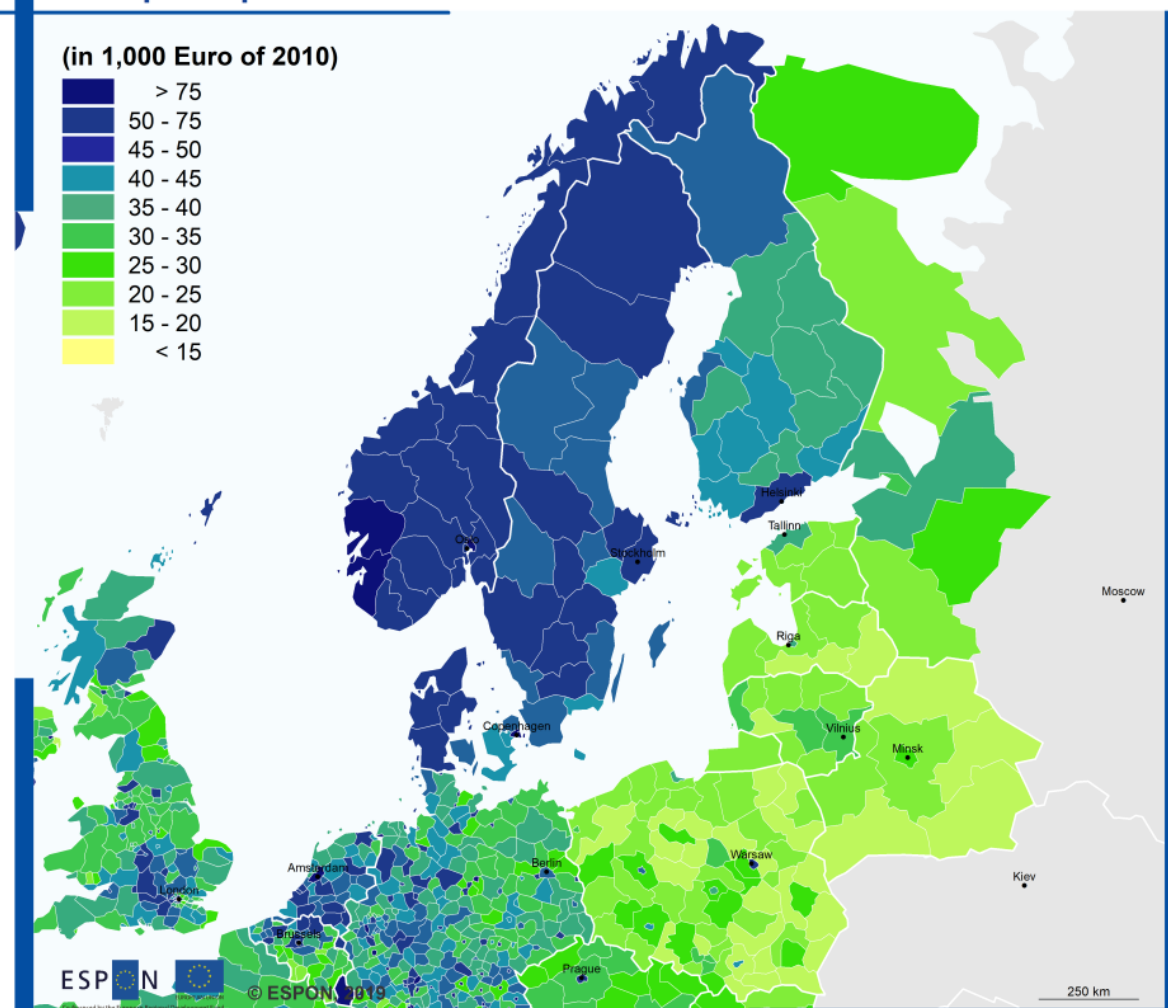 (in 1,000 Euro of 2010)
> 75
50 - 75
45 - 50
40 - 45
35 - 40
30 - 35
25 - 30
20 - 25
15 - 20
< 15
Helsinki
Tallinn
Oslo
Stockholm
Moscow
Riga
Copenhagen
Vilnius
Minsk
Warsaw
Berlin
Amsterdam
Kiev
London
Brussels
Prague
ESPON
© ESPON, 2019
250 km